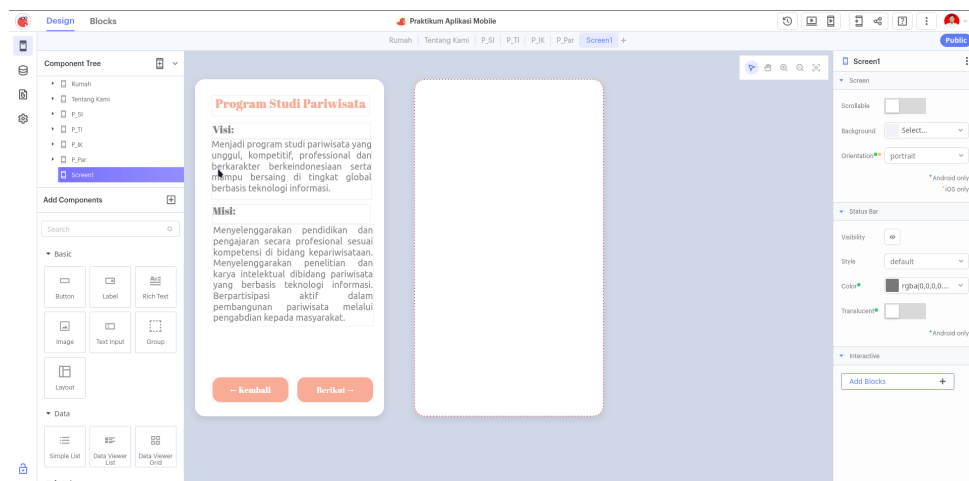 Design
Blocks
Praktikum Aplikasi Mobile
Rumah
Tentang Kami
P_SI
P_TI
P_IK
P_Par
Screen1
+
Public
Component Tree
Rumah
Tentang Kami
P_SI
P_TI
P_IK
P_Par
Screen1
Add Components
Search
Basic
Button
Label
Rich Text
Image
Text Input
Group
Layout
Data
Simple List
Data Viewer
List
Data Viewer
Grid
Program Studi Pariwisata
Visi:
Menjadi program studi pariwisata yang
unggul, kompetitif, professional dan
berkarakter berkeindonesiaan serta
mampu bersaing di tingkat global
berbasis teknologi informasi.
Misi:
Menyelenggarakan pendidikan dan
pengajaran secara profesional sesuai
kompetensi di bidang kepariwisataan.
Menyelenggarakan penelitian dan
karya intelektual dibidang pariwisata
yang berbasis teknologi informasi.
Berpartisipasi aktif dalam
pembangunan pariwisata melalui
pengabdian kepada masyarakat.
← Kembali
Berikut →
Screen1
Screen
Scrollable
Background
Select...
Orientation
portrait
*Android only
*iOS only
Status Bar
Visibility
Style
default
Color
rgba(0,0,0,0....
Translucent
*Android only
Interactive
Add Blocks
+